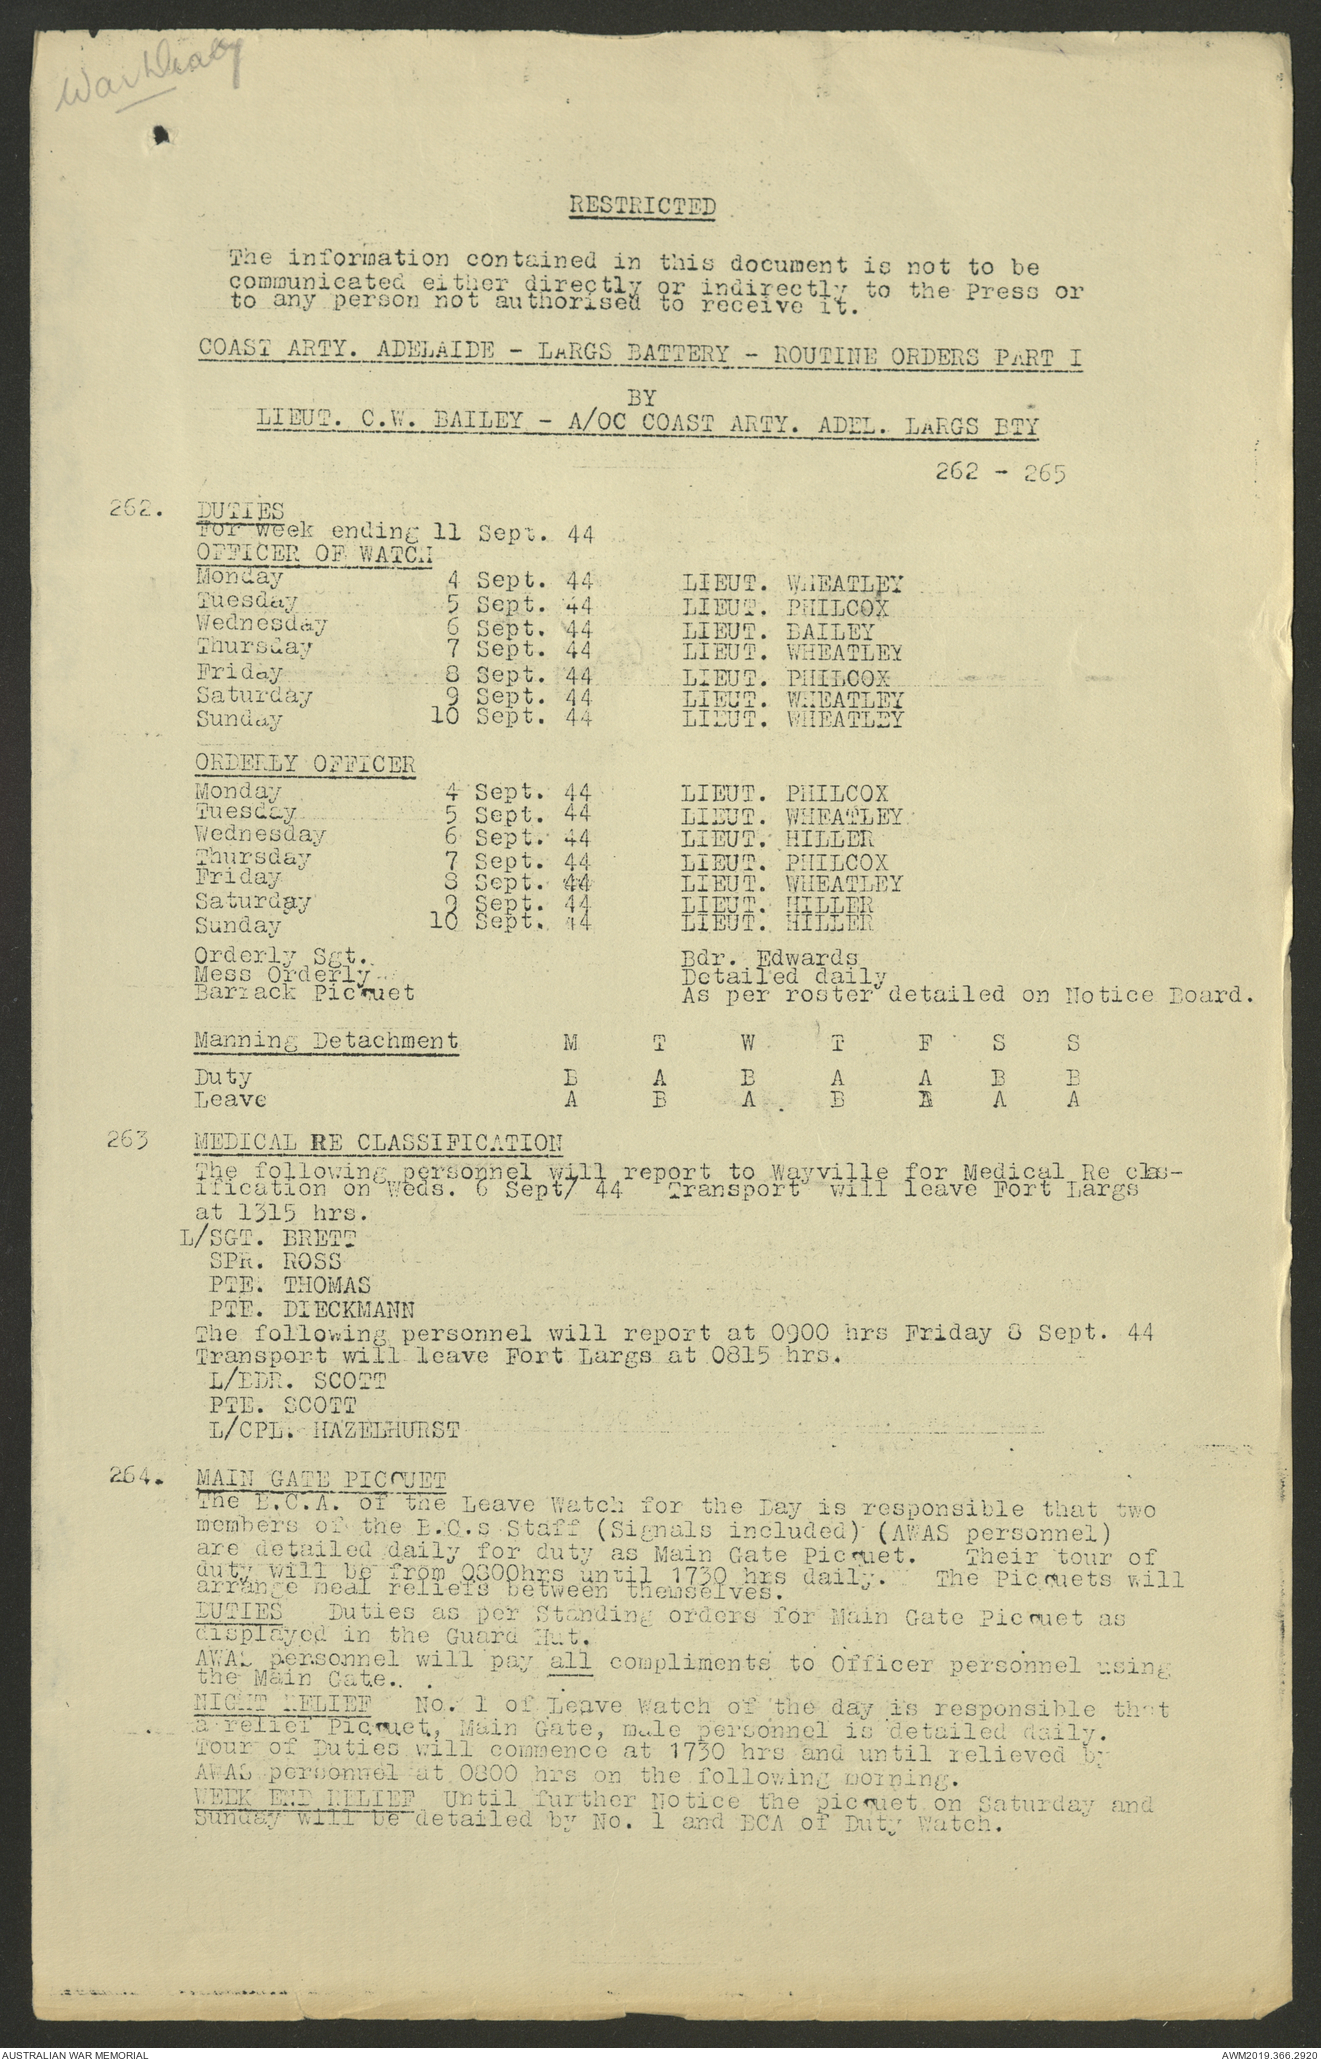 War Diary
RESTRICTED
The information contained in this document is not to be
communicated either directly or indirectly to the Press or
to any person not authorised to receive it.
COAST ARTY. ADELAIDE - LARGS BATTERY - ROUTINE ORDERS PART I
BY
LIEUT. C.W. BAILEY - A/OC COAST ARTY. ADEL. LARGS BTY
262 - 265
262. DUTIES
For week ending 11 Sept. 44
OFFICER OF WATCH
Monday 4 Sept. 44 LIEUT. WHEATLEY
Tuesday 5 Sept. 44 LIEUT. PHILCOX
Wednesday 6 Sept. 44 LIEUT. BAILEY
Thursday 7 Sept. 44 LIEUT. WHEATLEY
Friday 8 Sept. 44 LIEUT. PHILCOX
Saturday 9 Sept. 44 LIEUT. WHEATLEY
Sunday 10 Sept. 44 LIEUT. WHEATLEY
ORDERLY OFFICER
Monday 4 Sept. 44 LIEUT. PHILCOX
Tuesday 5 Sept. 44 LIEUT. WHEATLEY
Wednesday 6 Sept. 44 LIEUT. HILLER
Thursday 7 Sept. 44 LIEUT. PHILCOX
Friday 8 Sept. 44 LIEUT. WHEATLEY
Saturday 9 Sept. 44 LIEUT. HILLER
Sunday 10 Sept. 44 LIEUT. HILLER
Orderly Sgt. Bdr. Edwards
Mess Orderly Detailed daily
Barrack Picquet As per roster detailed on Notice Board.
Manning Detachment M T W T F S S
Duty B A B A A B B
Leave A B A B B A A
263 MEDICAL RE CLASSIFICATION
The following personnel will report to Wayville for Medical Re clas-
ification on Weds. 6 Sept/ 44 Transport will leave Fort Largs
at 1315 hrs.
L/SGT. BRETT
SPR. ROSS
PTE. THOMAS
PTE. DIECKMANN
The following personnel will report at 0900 hrs Friday 8 Sept. 44
Transport will leave Fort Largs at 0815 hrs.
L/BDR. SCOTT
PTE. SCOTT
L/CPL. HAZELHURST
264. MAIN GATE PICQUET
The B.C.A. of the Leave Watch for the Day is responsible that two
members of the B.C.s Staff (Signals included) (AWAS personnel)
are detailed daily for duty as Main Gate Picquet. Their tour of
duty will be from 0800hrs until 1730 hrs daily. The Picquets will
arrange meal reliefs between themselves.
DUTIES Duties as per Standing orders for Main Gate Picquet as
displayed in the Guard Hut.
AWAS personnel will pay all compliments to Officer personnel using
the Main Gate.
NIGHT RELIEF No. 1 of Leave Watch of the day is responsible that
a relief Picquet, Main Gate, male personnel is detailed daily.
Tour of Duties will commence at 1730 hrs and until relieved by
AWAS personnel at 0800 hrs on the following morning.
WEEK END RELIEF Until further Notice the picquet on Saturday and
Sunday will be detailed by No. 1 and BCA of Duty Watch.
AUSTRALIAN WAR MEMORIAL
AWM2019.366.2920